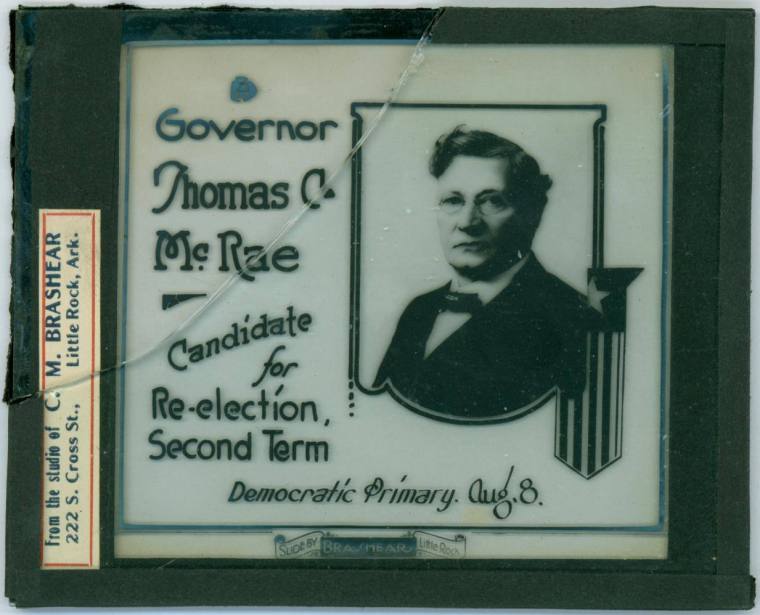 Governor
Thomas C.
McRae
Candidate
for
Re-election,
Second Term
Democratic Primary. Aug. 8.
SLIDE BY BRASHEAR Little Rock
From the studio of C. M. BRASHEAR
222 S. Cross St., Little Rock, Ark.